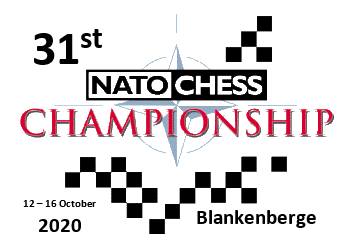 31st
NATO CHESS
CHAMPIONSHIP
12 – 16 October
2020
Blankenberge